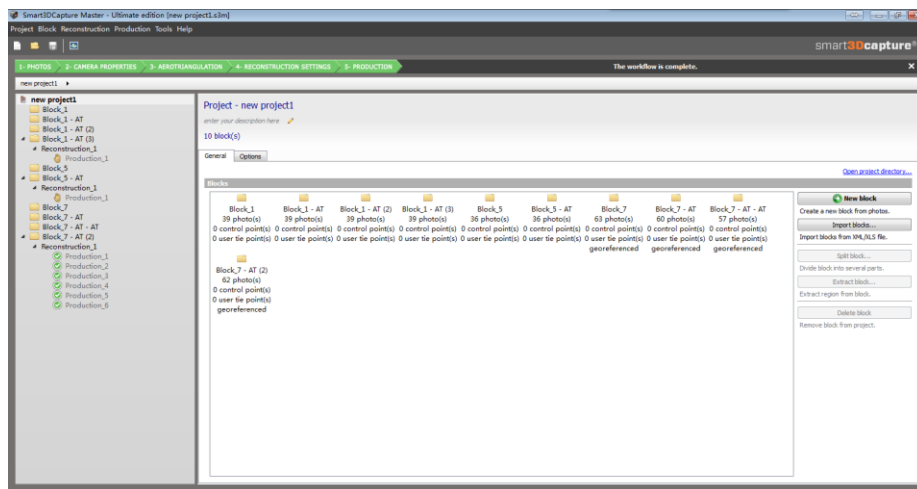 Smart3DCapture Master - Ultimate edition [new project1.s3m]
Project Block Reconstruction Production Tools Help
smart3Dcapture®
1- PHOTOS 2- CAMERA PROPERTIES 3- AEROTRIANGULATION 4- RECONSTRUCTION SETTINGS 5- PRODUCTION The workflow is complete.
new project1
new project1
Block_1
Block_1 - AT
Block_1 - AT (2)
Block_1 - AT (3)
Reconstruction_1
Production_1
Block_5
Block_5 - AT
Reconstruction_1
Production_1
Block_7
Block_7 - AT
Block_7 - AT - AT
Block_7 - AT (2)
Reconstruction_1
Production_1
Production_2
Production_3
Production_4
Production_5
Production_6
Project - new project1
enter your description here
10 block(s)
General Options
Open project directory...
Blocks
Block_1 Block_1 - AT Block_1 - AT (2) Block_1 - AT (3) Block_5 Block_5 - AT Block_7 Block_7 - AT Block_7 - AT - AT
39 photo(s) 39 photo(s) 39 photo(s) 39 photo(s) 36 photo(s) 36 photo(s) 63 photo(s) 60 photo(s) 57 photo(s)
0 control point(s) 0 control point(s) 0 control point(s) 0 control point(s) 0 control point(s) 0 control point(s) 0 control point(s) 0 control point(s) 0 control point(s)
0 user tie point(s) 0 user tie point(s) 0 user tie point(s) 0 user tie point(s) 0 user tie point(s) 0 user tie point(s) 0 user tie point(s) 0 user tie point(s) 0 user tie point(s)
georeferenced georeferenced georeferenced
Block_7 - AT (2)
62 photo(s)
0 control point(s)
0 user tie point(s)
georeferenced
New block
Create a new block from photos.
Import blocks...
Import blocks from XML/XLS file.
Split block...
Divide block into several parts.
Extract block...
Extract region from block.
Delete block
Remove block from project.